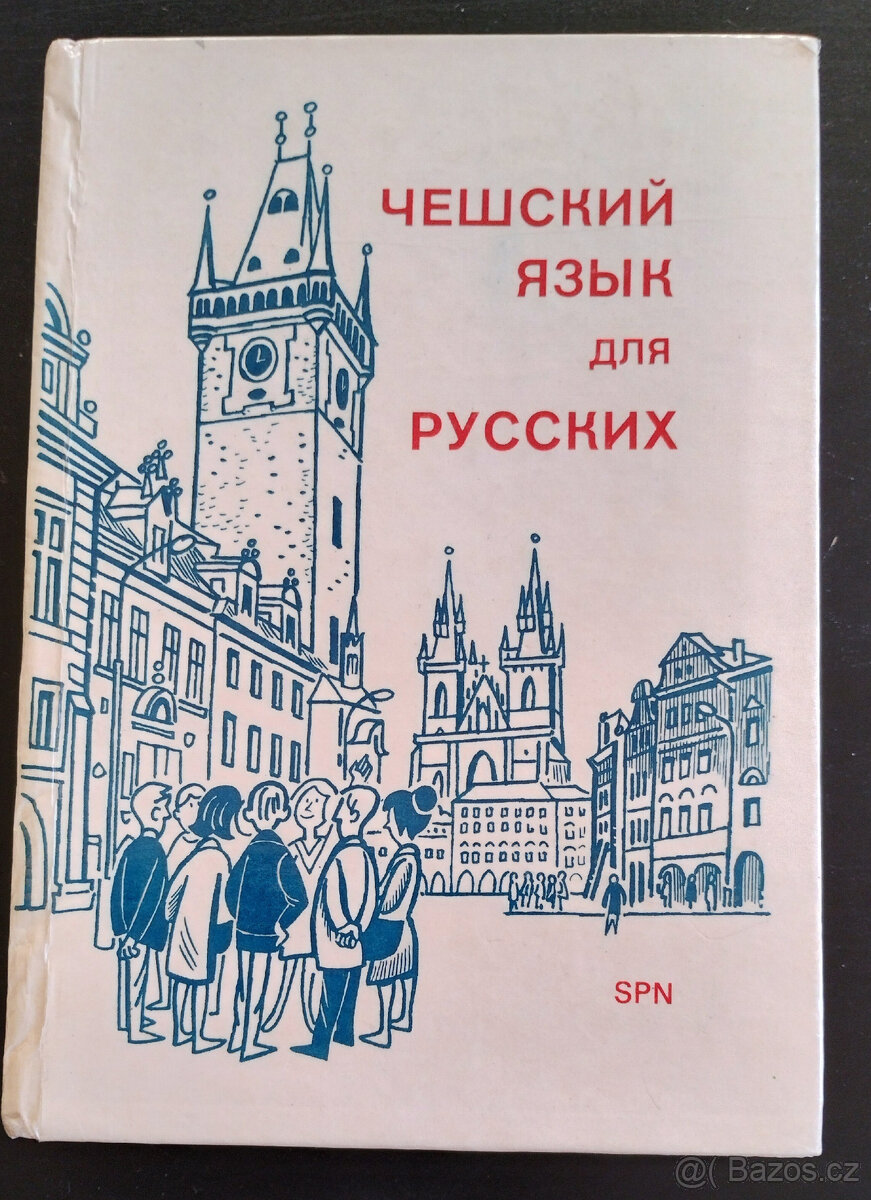 ЧЕШСКИЙ
ЯЗЫК
для
РУССКИХ
SPN
@( Bazos.cz